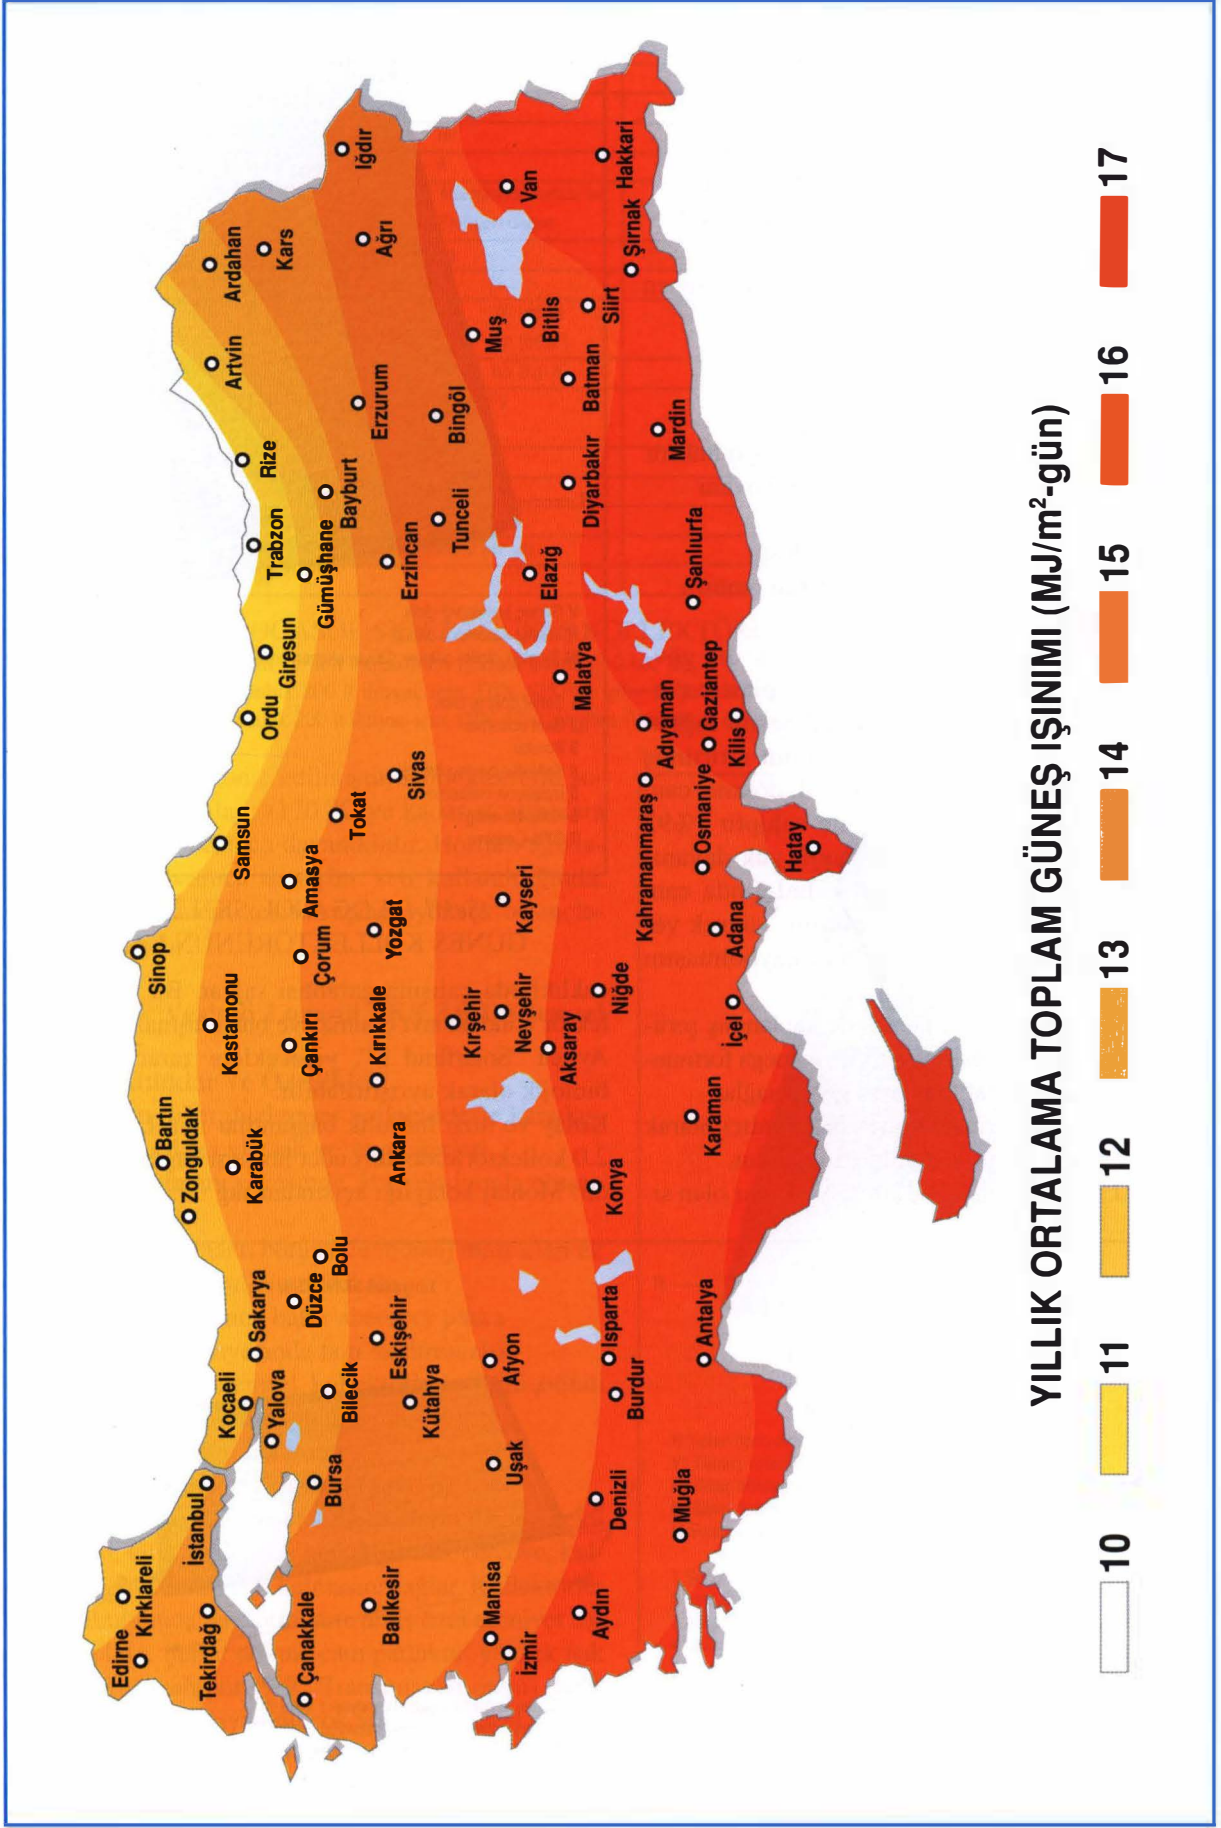 Edirne
Kırklareli
Tekirdağ
İstanbul
Çanakkale
Kocaeli
Yalova
Sakarya
Bursa
Bilecik
Düzce
Bolu
Zonguldak
Bartın
Karabük
Kastamonu
Sinop
Çankırı
Çorum
Amasya
Samsun
Tokat
Ordu
Giresun
Trabzon
Gümüşhane
Bayburt
Rize
Artvin
Ardahan
Kars
Iğdır
Ağrı
Erzurum
Erzincan
Sivas
Yozgat
Kırıkkale
Ankara
Eskişehir
Kütahya
Balıkesir
Manisa
İzmir
Uşak
Afyon
Kırşehir
Nevşehir
Kayseri
Aksaray
Niğde
Konya
Isparta
Burdur
Denizli
Aydın
Muğla
Antalya
Karaman
İçel
Adana
Osmaniye
Kahramanmaraş
Hatay
Kilis
Gaziantep
Adıyaman
Malatya
Elazığ
Tunceli
Bingöl
Muş
Bitlis
Van
Hakkari
Şırnak
Siirt
Batman
Diyarbakır
Mardin
Şanlıurfa
YILLIK ORTALAMA TOPLAM GÜNEŞ IŞINIMI (MJ/m²-gün)
10 11 12 13 14 15 16 17